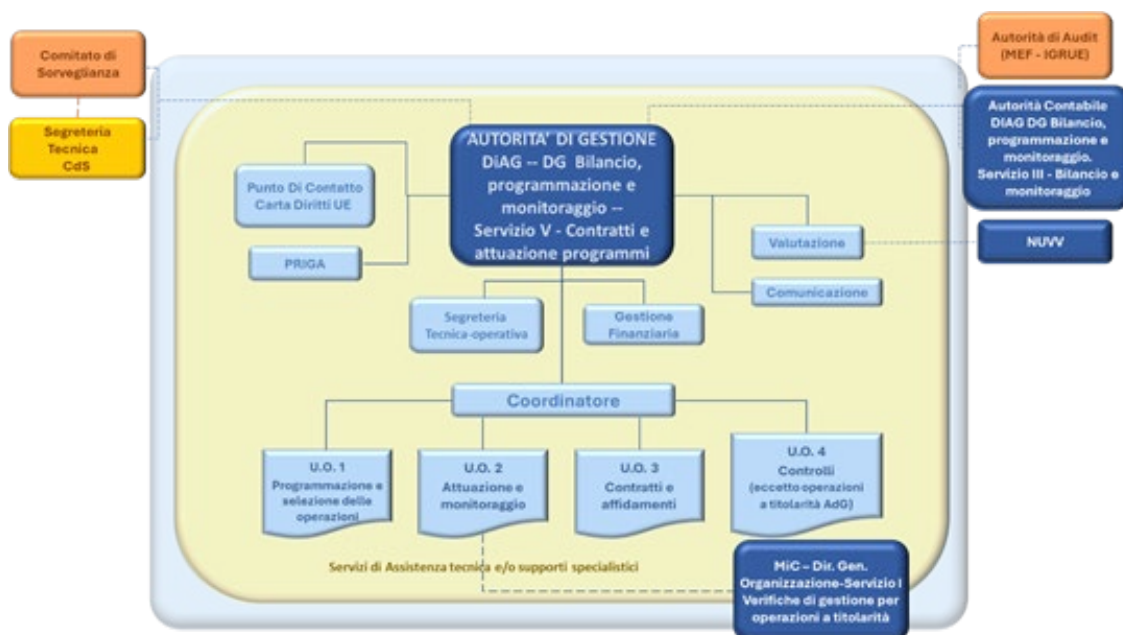 Comitato di
Sorveglianza
Segreteria
Tecnica
CdS
Autorità di Audit
(MEF - IGRUE)
Autorità Contabile
DIAG DG Bilancio,
programmazione e
monitoraggio.
Servizio III - Bilancio e
monitoraggio
NUVV
AUTORITA' DI GESTIONE
DiAG -- DG Bilancio,
programmazione e
monitoraggio --
Servizio V - Contratti e
attuazione programmi
Punto Di Contatto
Carta Diritti UE
PRIGA
Valutazione
Comunicazione
Segreteria
Tecnica-operativa
Gestione
Finanziaria
Coordinatore
U.O. 1
Programmazione e
selezione delle
operazioni
U.O. 2
Attuazione e
monitoraggio
U.O. 3
Contratti e
affidamenti
U.O. 4
Controlli
(eccetto operazioni
a titolarità AdG)
Servizi di Assistenza tecnica e/o supporti specialistici
MiC – Dir. Gen.
Organizzazione-Servizio I
Verifiche di gestione per
operazioni a titolarità